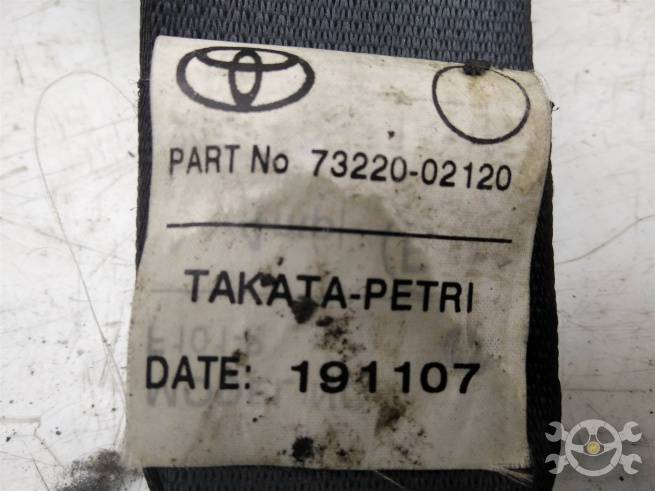 PART No 73220-02120
TAKATA-PETRI
DATE: 191107